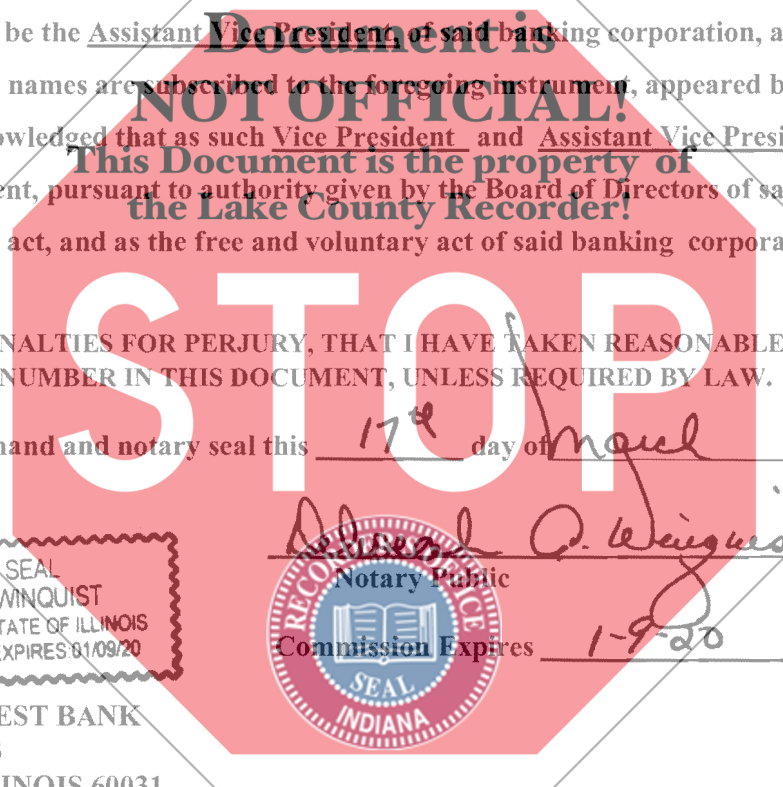 be the Assistant Vice President, of said banking corporation, a
Document is
names are subscribed to the foregoing instrument, appeared b
NOT OFFICIAL!
owledged that as such Vice President and Assistant Vice Presi
This Document is the property of
ent, pursuant to authority given by the Board of Directors of sa
the Lake County Recorder!
act, and as the free and voluntary act of said banking corpora
STOP
NALTIES FOR PERJURY, THAT I HAVE TAKEN REASONABLE
NUMBER IN THIS DOCUMENT, UNLESS REQUIRED BY LAW.
hand and notary seal this 17th day of March
Deborah A. Winquis
SEAL
WINQUIST
TATE OF ILLINOIS
EXPIRES:01/09/20
Notary Public
Commission Expires 1-9-20
RECORDER'S OFFICE
SEAL
INDIANA
EST BANK
INOIS 60031